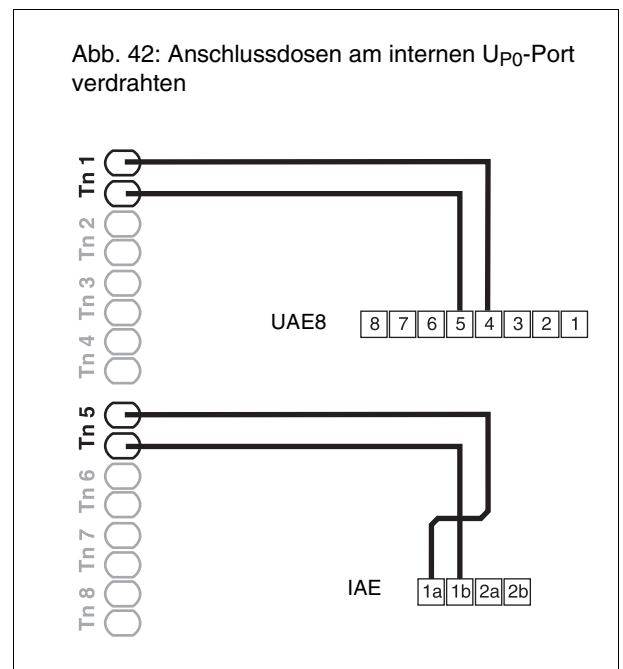 Abb. 42: Anschlussdosen am internen UP0-Port
verdrahten
Tn 1
Tn 2
Tn 3
Tn 4
UAE8 8 7 6 5 4 3 2 1
Tn 5
Tn 6
Tn 7
Tn 8
IAE 1a 1b 2a 2b